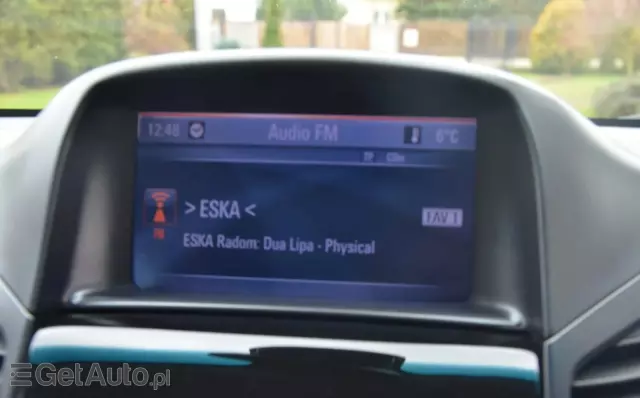 12:48 Audio FM 6°C
TP
> ESKA <
FAV 1
ESKA Radom: Dua Lipa - Physical
GetAuto.pl